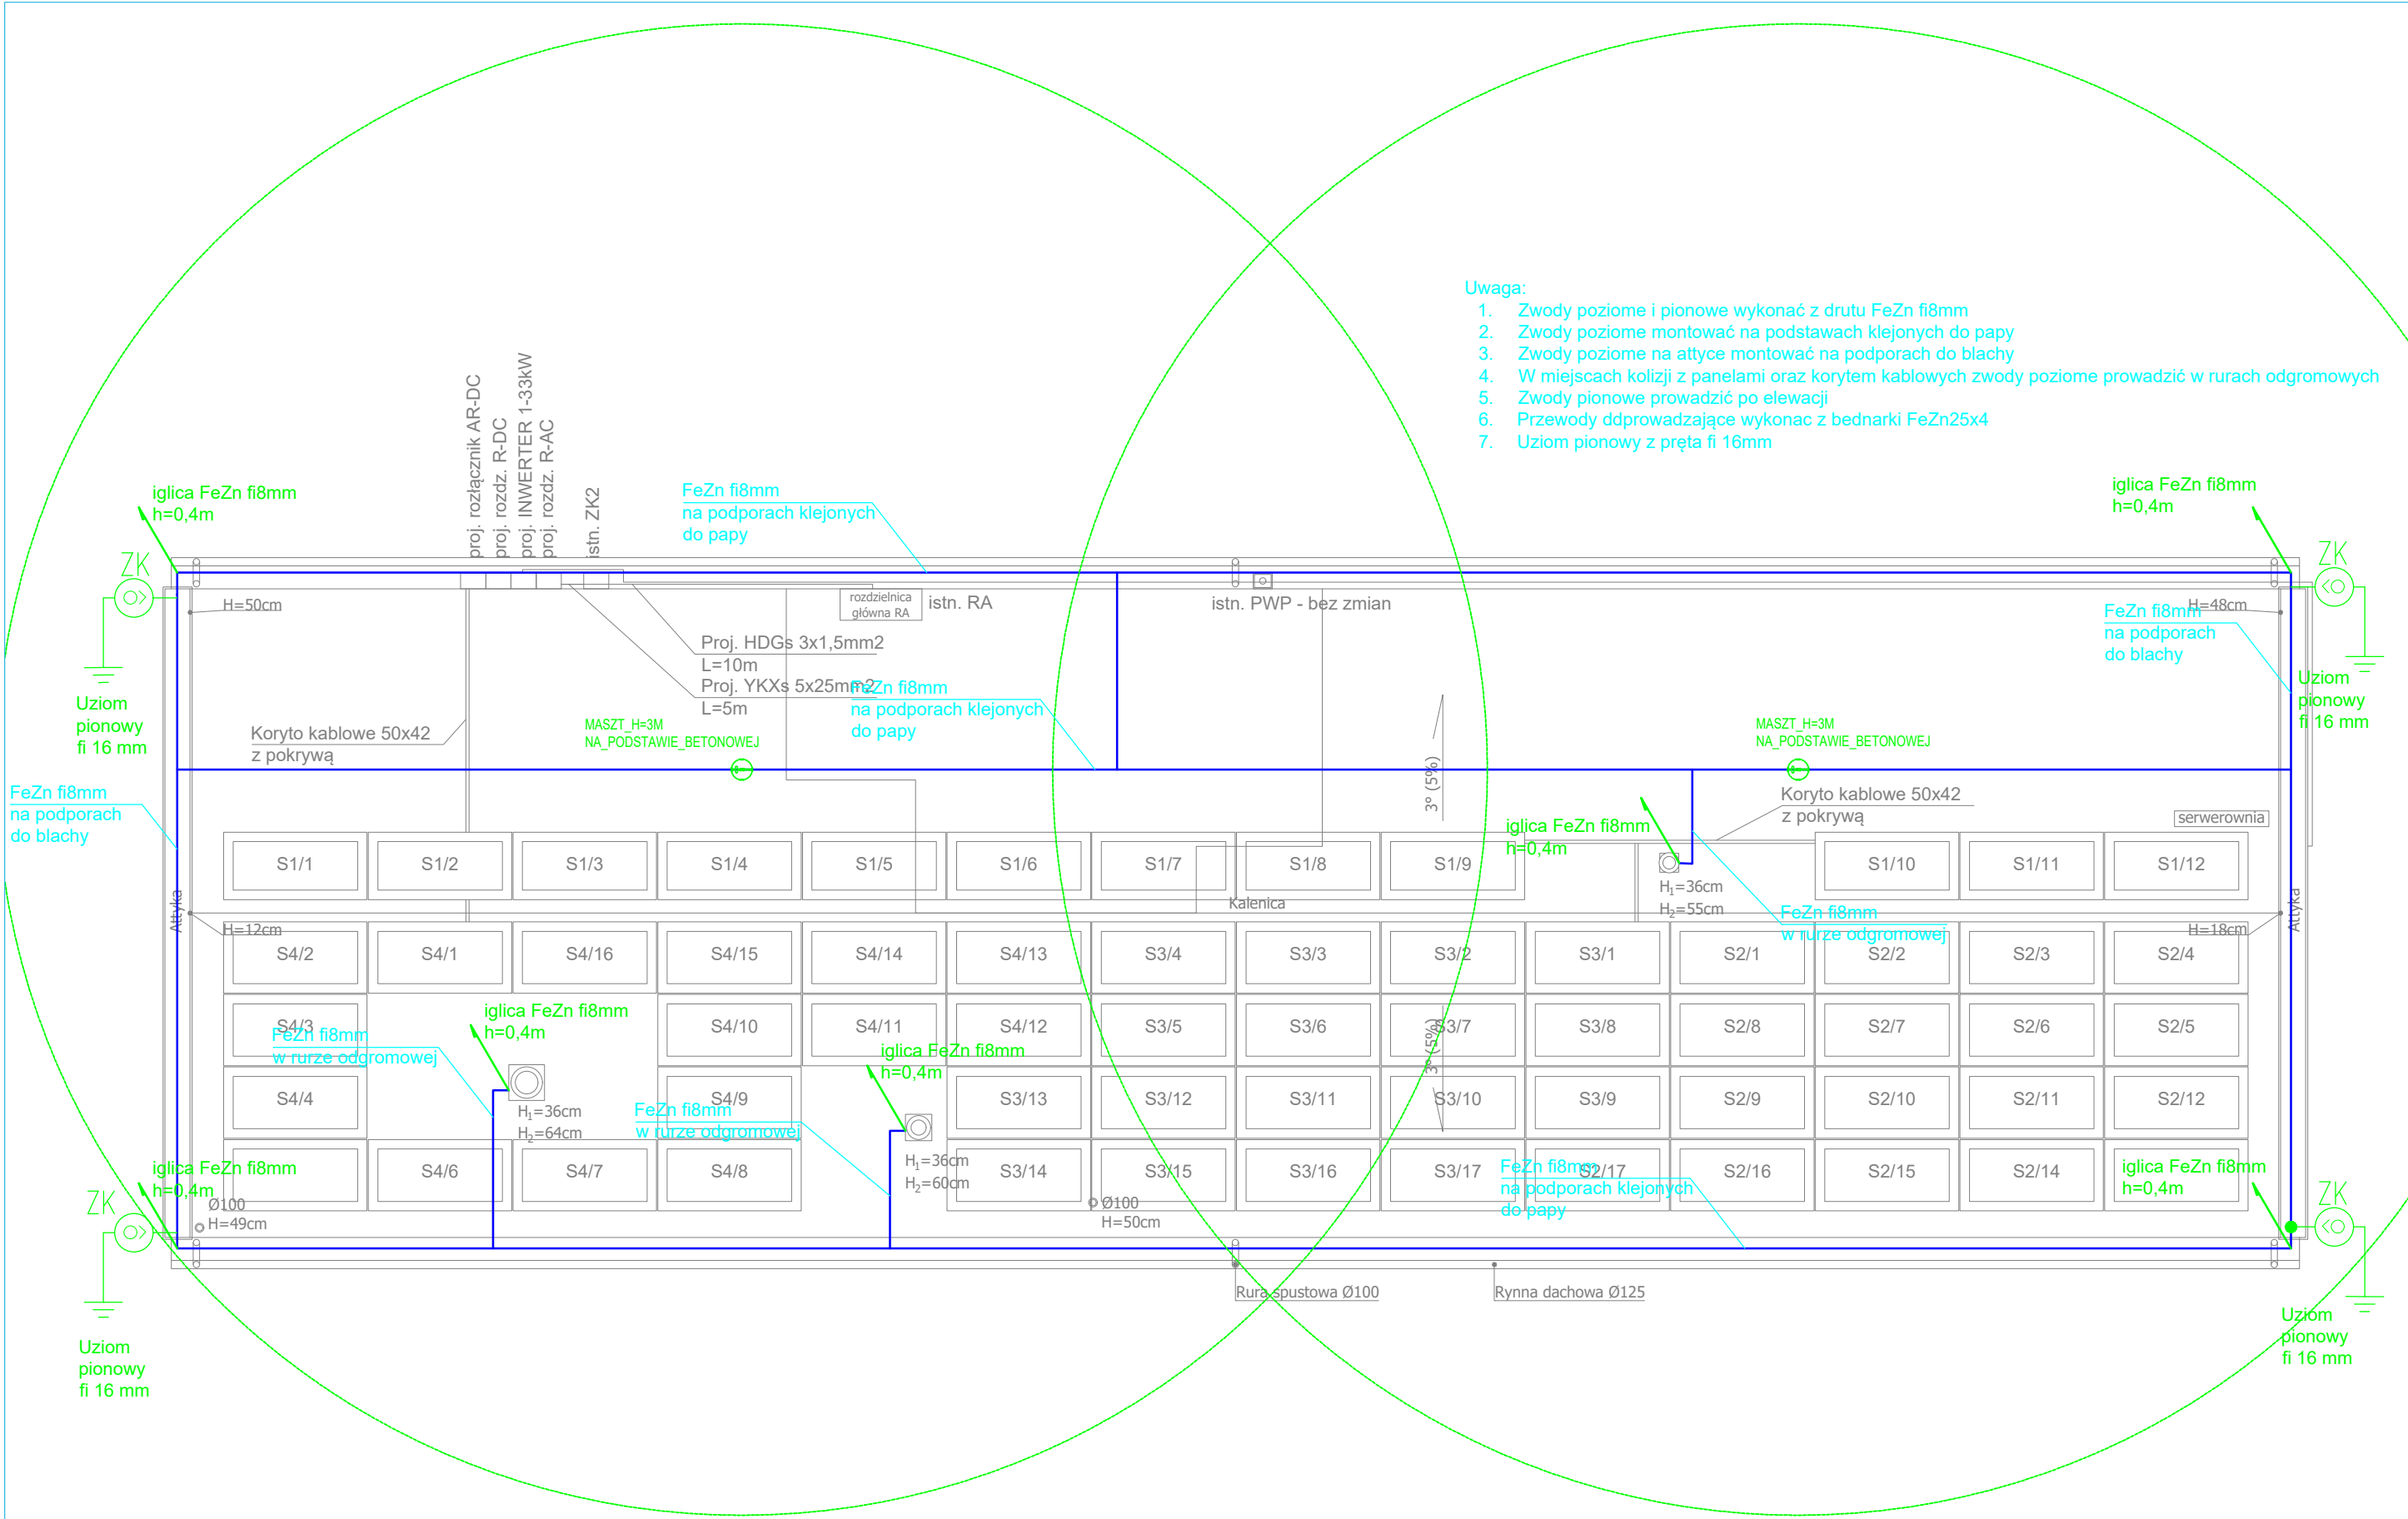 Uwaga:
1. Zwody poziome i pionowe wykonać z drutu FeZn fi8mm
2. Zwody poziome montować na podstawach klejonych do papy
3. Zwody poziome na attyce montować na podporach do blachy
4. W miejscach kolizji z panelami oraz korytem kablowych zwody poziome prowadzić w rurach odgromowych
5. Zwody pionowe prowadzić po elewacji
6. Przewody ddprowadzające wykonac z bednarki FeZn25x4
7. Uziom pionowy z pręta fi 16mm
proj. rozłącznik AR-DC
proj. rozdz. R-DC
proj. INWERTER 1-33kW
proj. rozdz. R-AC
istn. ZK2
iglica FeZn fi8mm
h=0,4m
FeZn fi8mm
na podporach klejonych
do papy
iglica FeZn fi8mm
h=0,4m
ZK
ZK
H=50cm
rozdzielnica
główna RA
istn. RA
istn. PWP - bez zmian
H=48cm
FeZn fi8mm
na podporach
do blachy
Proj. HDGs 3x1,5mm2
L=10m
Proj. YKXs 5x25mm2
L=5m
FeZn fi8mm
na podporach klejonych
do papy
Uziom
pionowy
fi 16 mm
Uziom
pionowy
fi 16 mm
Koryto kablowe 50x42
z pokrywą
MASZT_H=3M
NA_PODSTAWIE_BETONOWEJ
MASZT_H=3M
NA_PODSTAWIE_BETONOWEJ
3° (5%)
FeZn fi8mm
na podporach
do blachy
Koryto kablowe 50x42
z pokrywą
serwerownia
iglica FeZn fi8mm
h=0,4m
S1/1
S1/2
S1/3
S1/4
S1/5
S1/6
S1/7
S1/8
S1/9
S1/10
S1/11
S1/12
H1=36cm
H2=55cm
Attyka
Kalenica
Attyka
H=12cm
FeZn fi8mm
w rurze odgromowej
H=18cm
S4/2
S4/1
S4/16
S4/15
S4/14
S4/13
S3/4
S3/3
S3/2
S3/1
S2/1
S2/2
S2/3
S2/4
S4/3
FeZn fi8mm
w rurze odgromowej
iglica FeZn fi8mm
h=0,4m
S4/10
S4/11
S4/12
S3/5
S3/6
S3/7
S3/8
S2/8
S2/7
S2/6
S2/5
3° (5%)
iglica FeZn fi8mm
h=0,4m
S4/4
H1=36cm
H2=64cm
S4/9
FeZn fi8mm
w rurze odgromowej
S3/13
S3/12
S3/11
S3/10
S3/9
S2/9
S2/10
S2/11
S2/12
H1=36cm
H2=60cm
iglica FeZn fi8mm
h=0,4m
S4/6
S4/7
S4/8
S3/14
S3/15
S3/16
S3/17
S2/17
S2/16
S2/15
S2/14
FeZn fi8mm
na podporach klejonych
do papy
iglica FeZn fi8mm
h=0,4m
ZK
Ø100
H=49cm
Ø100
H=50cm
ZK
Rura spustowa Ø100
Rynna dachowa Ø125
Uziom
pionowy
fi 16 mm
Uziom
pionowy
fi 16 mm